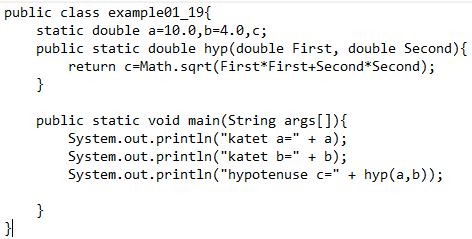 public class example01_19{
    static double a=10.0,b=4.0,c;
    public static double hyp(double First, double Second){
        return c=Math.sqrt(First*First+Second*Second);
    }

    public static void main(String args[]){
        System.out.println("katet a=" + a);
        System.out.println("katet b=" + b);
        System.out.println("hypotenuse c=" + hyp(a,b));

    }
}